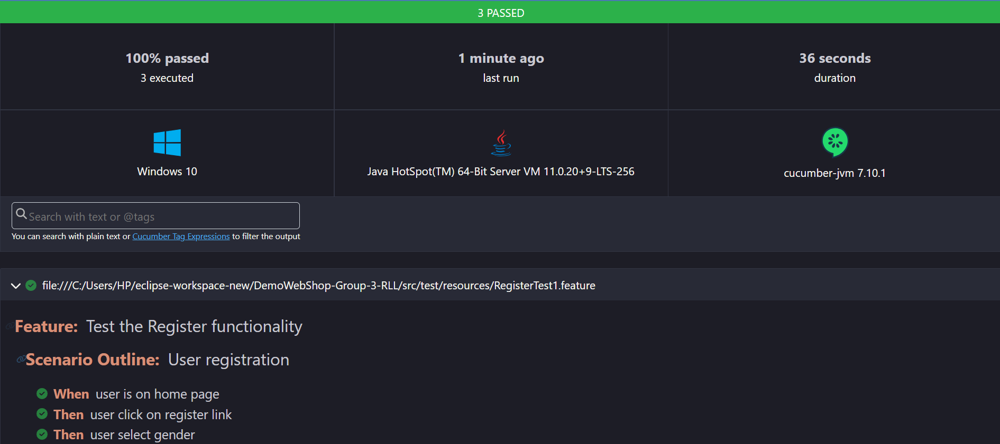 3 PASSED
100% passed
3 executed
1 minute ago
last run
36 seconds
duration
Windows 10
Java HotSpot(TM) 64-Bit Server VM 11.0.20+9-LTS-256
cucumber-jvm 7.10.1
Search with text or @tags
You can search with plain text or Cucumber Tag Expressions to filter the output
file:///C:/Users/HP/eclipse-workspace-new/DemoWebShop-Group-3-RLL/src/test/resources/RegisterTest1.feature
Feature: Test the Register functionality
Scenario Outline: User registration
When user is on home page
Then user click on register link
Then user select gender